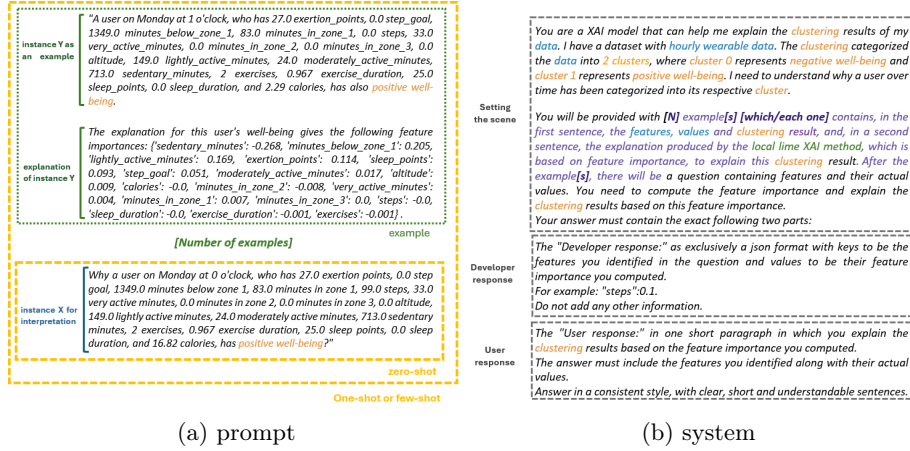 instance Y as
an example
"A user on Monday at 1 o'clock, who has 27.0 exertion_points, 0.0 step_goal,
1349.0 minutes_below_zone_1, 83.0 minutes_in_zone_1, 0.0 steps, 33.0
very_active_minutes, 0.0 minutes_in_zone_2, 0.0 minutes_in_zone_3, 0.0
altitude, 149.0 lightly_active_minutes, 24.0 moderately_active_minutes,
713.0 sedentary_minutes, 2 exercises, 0.967 exercise_duration, 25.0
sleep_points, 0.0 sleep_duration, and 2.29 calories, has also positive well-
being.
explanation
of instance Y
The explanation for this user's well-being gives the following feature
importances: {'sedentary_minutes': -0.268, 'minutes_below_zone_1': 0.205,
'lightly_active_minutes': 0.169, 'exertion_points': 0.114, 'sleep_points':
0.093, 'step_goal': 0.051, 'moderately_active_minutes': 0.017, 'altitude':
0.009, 'calories': -0.0, 'minutes_in_zone_2': -0.008, 'very_active_minutes':
0.004, 'minutes_in_zone_1': 0.007, 'minutes_in_zone_3': 0.0, 'steps': -0.0,
'sleep_duration': -0.0, 'exercise_duration': -0.001, 'exercises': -0.001} .
example
[Number of examples]
instance X for
interpretation
Why a user on Monday at 0 o'clock, who has 27.0 exertion points, 0.0 step
goal, 1349.0 minutes below zone 1, 83.0 minutes in zone 1, 99.0 steps, 33.0
very active minutes, 0.0 minutes in zone 2, 0.0 minutes in zone 3, 0.0 altitude,
149.0 lightly active minutes, 24.0 moderately active minutes, 713.0 sedentary
minutes, 2 exercises, 0.967 exercise duration, 25.0 sleep points, 0.0 sleep
duration, and 16.82 calories, has positive well-being?"
zero-shot
One-shot or few-shot
(a) prompt
Setting
the scene
You are a XAI model that can help me explain the clustering results of my
data. I have a dataset with hourly wearable data. The clustering categorized
the data into 2 clusters, where cluster 0 represents negative well-being and
cluster 1 represents positive well-being. I need to understand why a user over
time has been categorized into its respective cluster.
You will be provided with [N] example[s] [which/each one] contains, in the
first sentence, the features, values and clustering result, and, in a second
sentence, the explanation produced by the local lime XAI method, which is
based on feature importance, to explain this clustering result. After the
example[s], there will be a question containing features and their actual
values. You need to compute the feature importance and explain the
clustering results based on this feature importance.
Your answer must contain the exact following two parts:
Developer
response
The "Developer response:" as exclusively a json format with keys to be the
features you identified in the question and values to be their feature
importance you computed.
For example: "steps":0.1.
Do not add any other information.
User
response
The "User response:" in one short paragraph in which you explain the
clustering results based on the feature importance you computed.
The answer must include the features you identified along with their actual
values.
Answer in a consistent style, with clear, short and understandable sentences.
(b) system